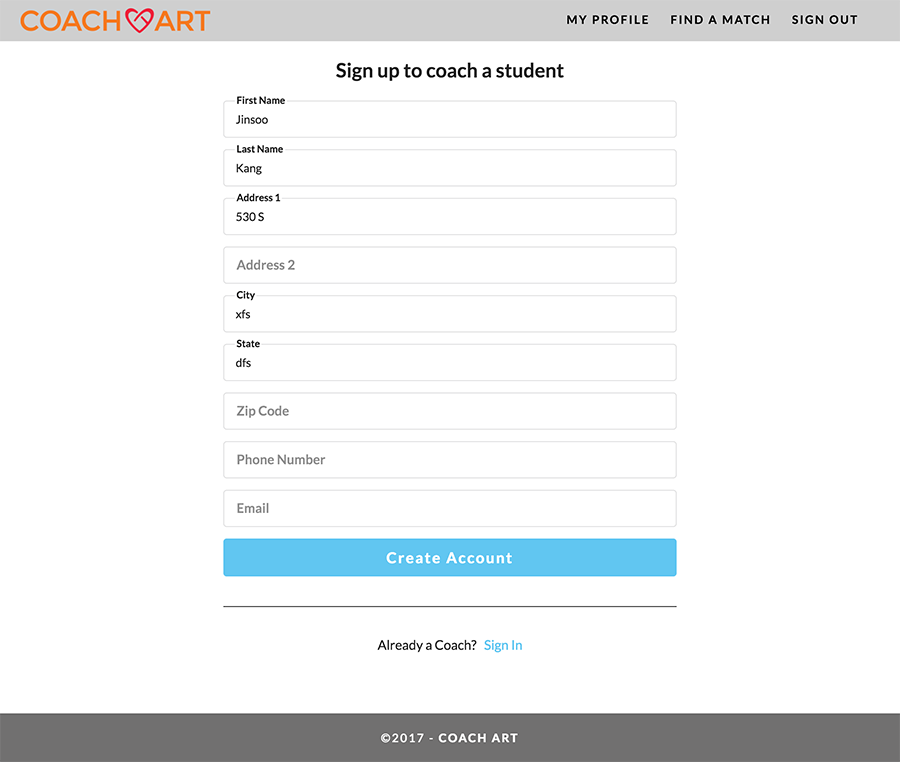 COACH ART
MY PROFILE FIND A MATCH SIGN OUT
Sign up to coach a student
First Name
Jinsoo
Last Name
Kang
Address 1
530 S
Address 2
City
xfs
State
dfs
Zip Code
Phone Number
Email
Create Account
Already a Coach? Sign In
©2017 - COACH ART